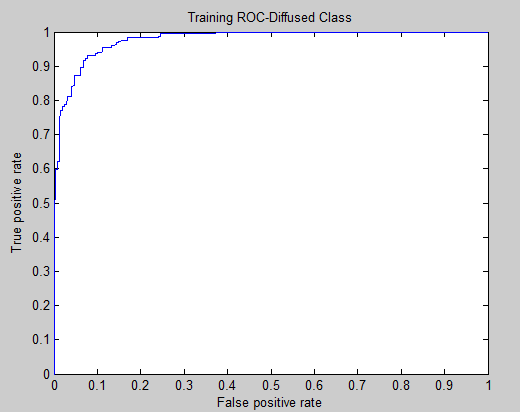 Training ROC-Diffused Class
1
0.9
0.8
0.7
0.6
0.5
0.4
0.3
0.2
0.1
0
True positive rate
0 0.1 0.2 0.3 0.4 0.5 0.6 0.7 0.8 0.9 1
False positive rate